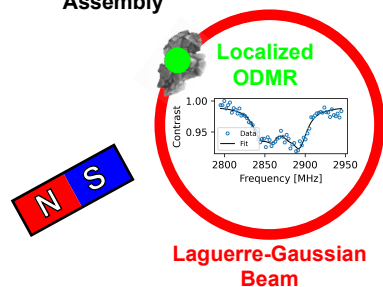 Assembly
Localized
ODMR
1.00
0.95
Contrast
Data
Fit
2800 2850 2900 2950
Frequency [MHz]
N S
Laguerre-Gaussian
Beam